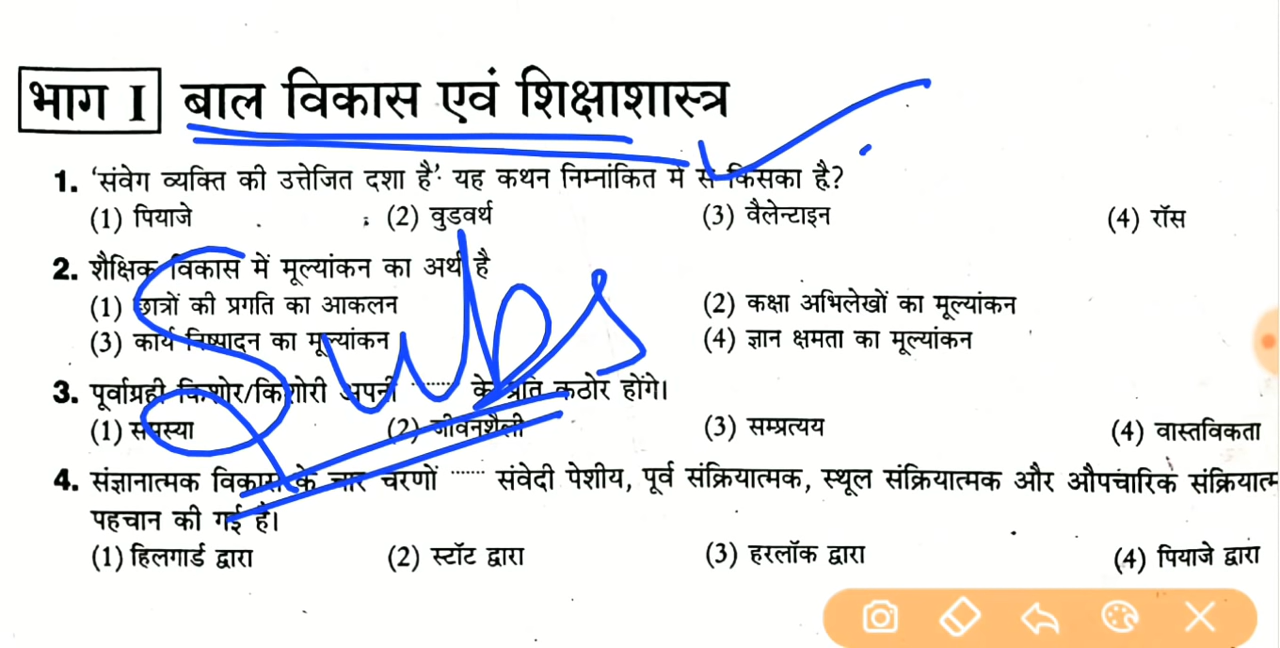 भाग I बाल विकास एवं शिक्षाशास्त्र
1. 'संवेग व्यक्ति की उत्तेजित दशा है' यह कथन निम्नांकित में से किसका है?
(1) पियाजे (2) वुडवर्थ (3) वैलेन्टाइन (4) रॉस
2. शैक्षिक विकास में मूल्यांकन का अर्थ है
(1) छात्रों की प्रगति का आकलन (2) कक्षा अभिलेखों का मूल्यांकन
(3) कार्य निष्पादन का मूल्यांकन (4) ज्ञान क्षमता का मूल्यांकन
Subs
3. पूर्वाग्रही किशोर/किशोरी अपनी ...... के प्रति कठोर होंगे।
(1) समस्या (2) जीवनशैली (3) सम्प्रत्यय (4) वास्तविकता
4. संज्ञानात्मक विकास के चार चरणों ...... संवेदी पेशीय, पूर्व संक्रियात्मक, स्थूल संक्रियात्मक और औपचारिक संक्रियात्म
पहचान की गई है।
(1) हिलगार्ड द्वारा (2) स्टॉट द्वारा (3) हरलॉक द्वारा (4) पियाजे द्वारा